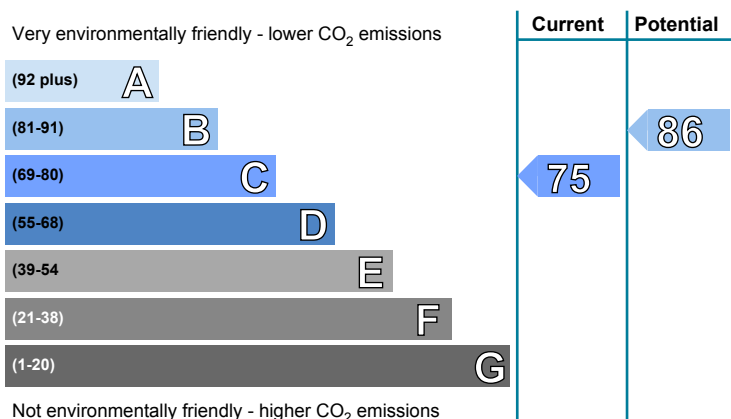 Very environmentally friendly - lower CO₂ emissions
Current
Potential
(92 plus) A
(81-91) B
86
(69-80) C
75
(55-68) D
(39-54 E
(21-38) F
(1-20) G
Not environmentally friendly - higher CO₂ emissions